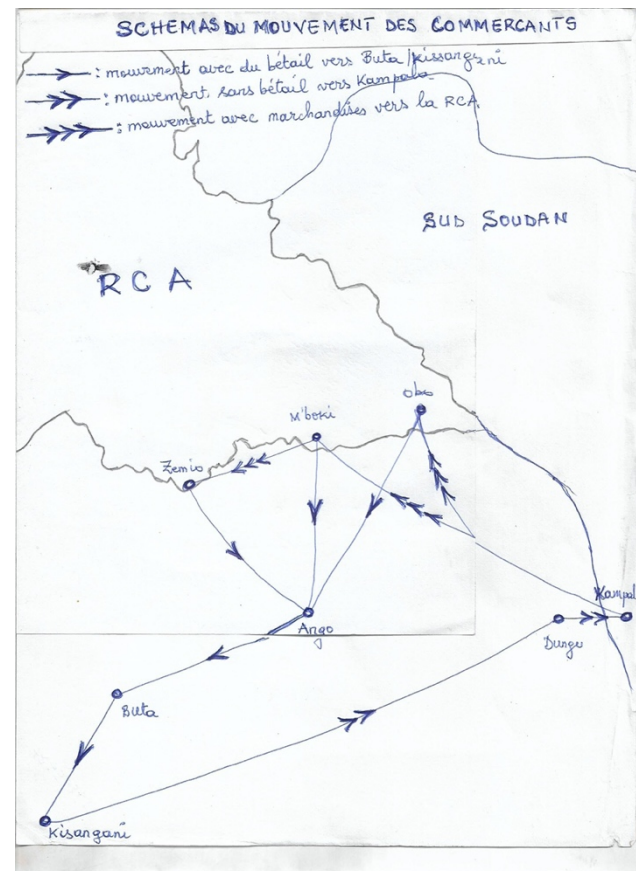 SCHEMAS DU MOUVEMENT DES COMMERCANTS
: mouvement avec du bétail vers Buta/Kissangani
: mouvement sans bétail vers Kampala
: mouvement avec marchandises vers la RCA
SUD SOUDAN
RCA
Obo
M'boki
Zemio
Kampal
Ango
Dungu
Buta
Kisangani